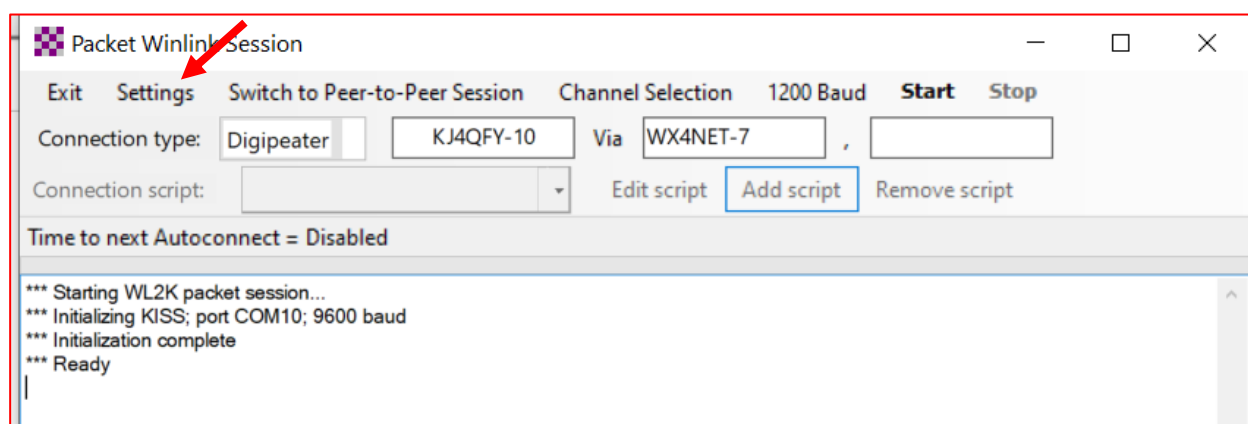 Packet Winlink Session
Exit Settings Switch to Peer-to-Peer Session Channel Selection 1200 Baud Start Stop
Connection type: Digipeater KJ4QFY-10 Via WX4NET-7 ,
Connection script: Edit script Add script Remove script
Time to next Autoconnect = Disabled
*** Starting WL2K packet session...
*** Initializing KISS; port COM10; 9600 baud
*** Initialization complete
*** Ready